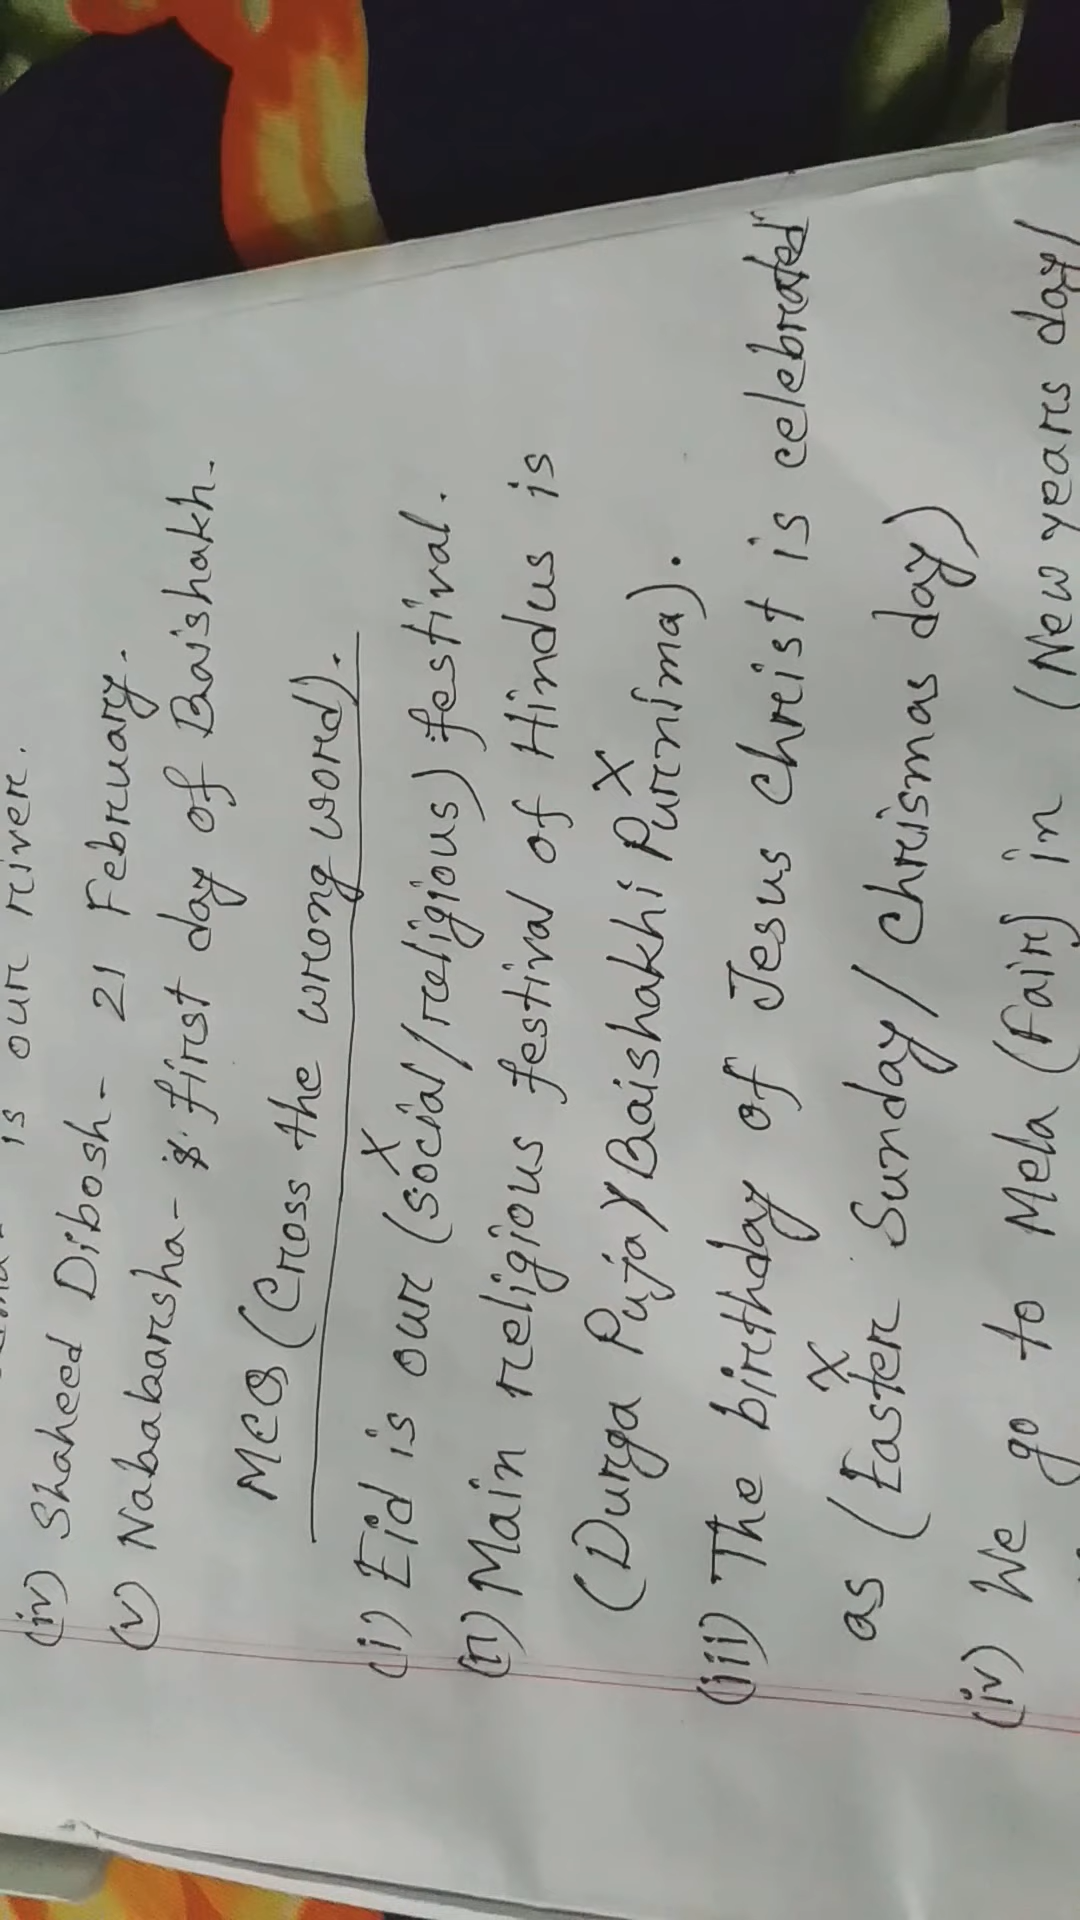 is our river.
(iv) Shaheed Dibosh- 21 February.
(v) Nababarsha- first day of Baishakh.
MCQ (Cross the wrong word).
(i) Eid is our (social/religious) festival.
(ii) Main religious festival of Hindus is
(Durga Puja/Baishakhi Purnima).
(iii) The birthday of Jesus Christ is celebrated
as (Easter Sunday/Chrismas day)
(iv) We go to Mela (fair) in (New years day/